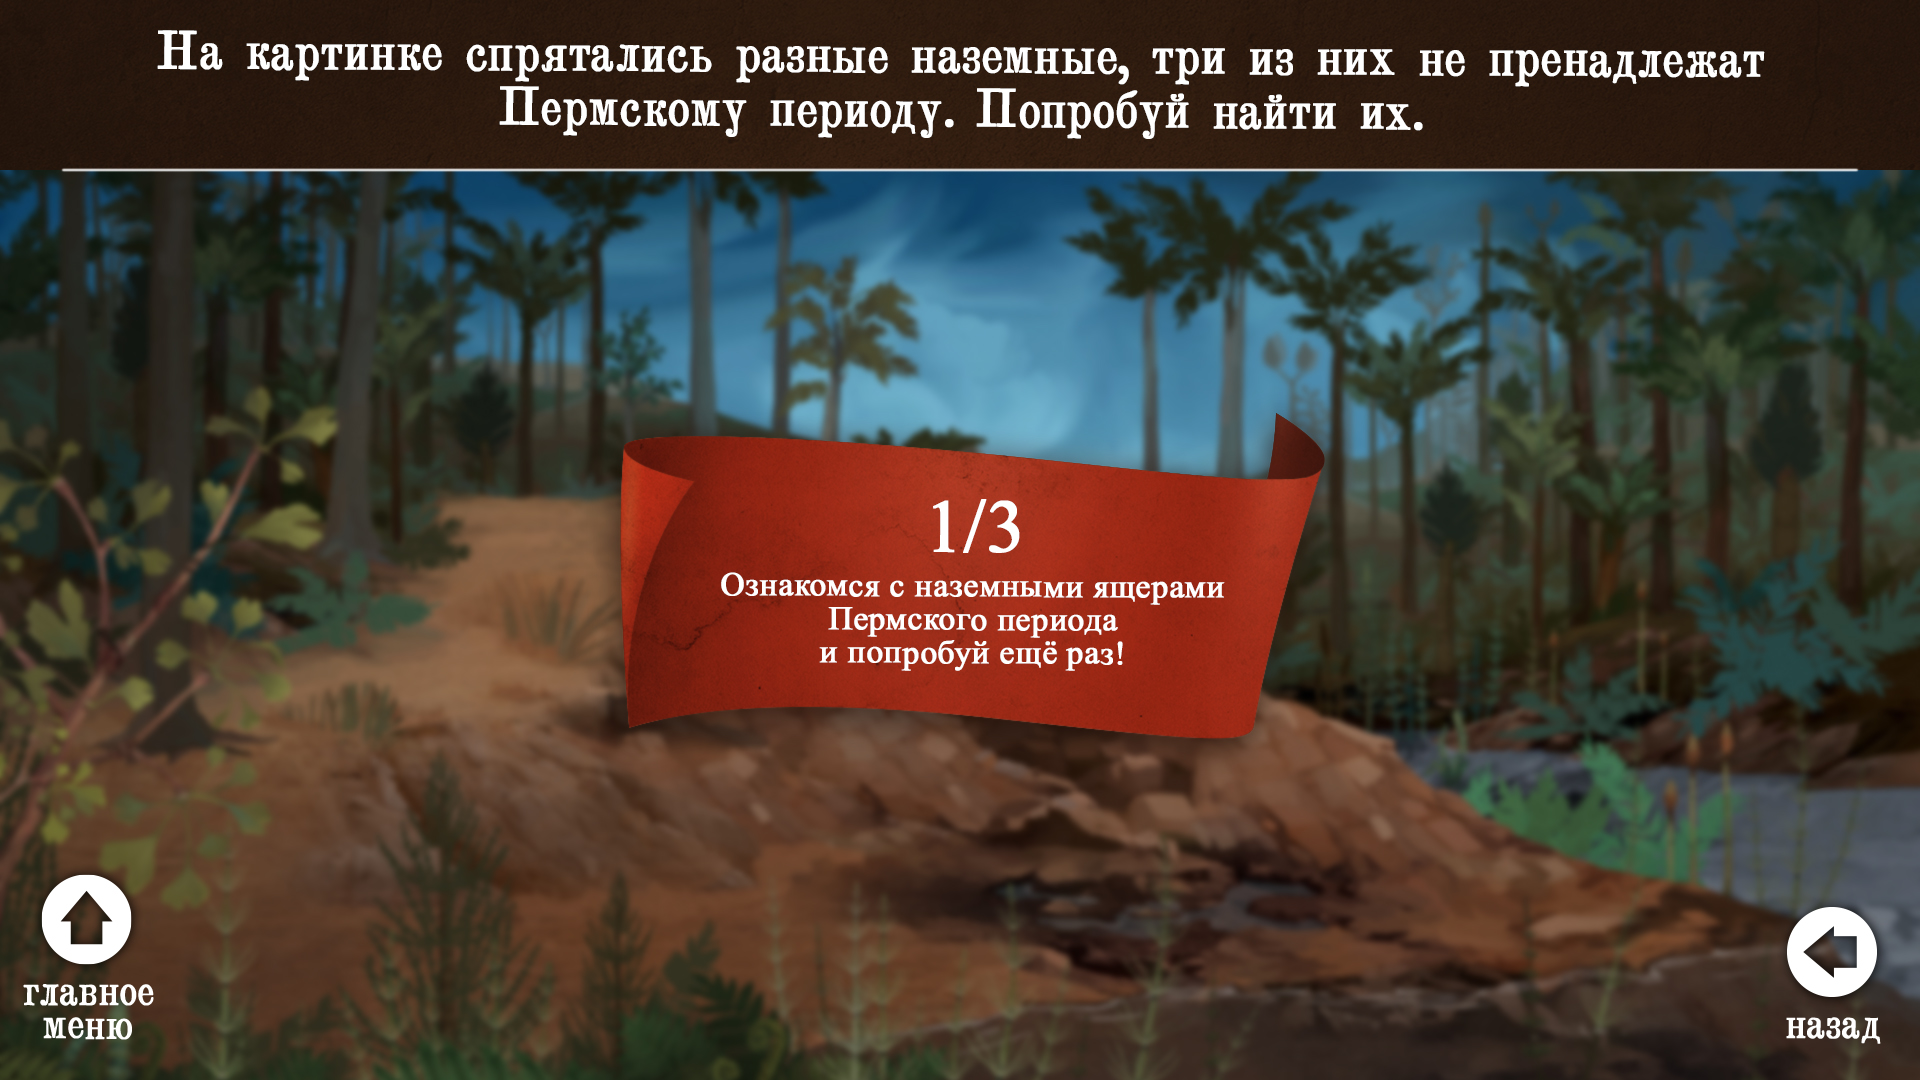 На картинке спрятались разные наземные, три из них не пренадлежат
Пермскому периоду. Попробуй найти их.
1/3
Ознакомся с наземными ящерами
Пермского периода
и попробуй ещё раз!
главное
меню
назад